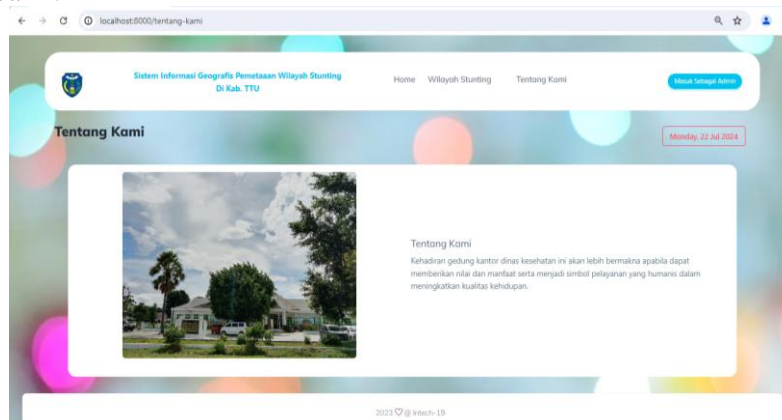 localhost:8000/tentang-kami
Sistem Informasi Geografis Pemetaaan Wilayah Stunting
Di Kab. TTU
Home Wilayah Stunting Tentang Kami
Masuk Sebagai Admin
Tentang Kami
Monday, 22 Jul 2024
Tentang Kami
Kehadiran gedung kantor dinas kesehatan ini akan lebih bermakna apabila dapat
memberikan nilai dan manfaat serta menjadi simbol pelayanan yang humanis dalam
meningkatkan kualitas kehidupan.
2023 ♡ @ Intech-19